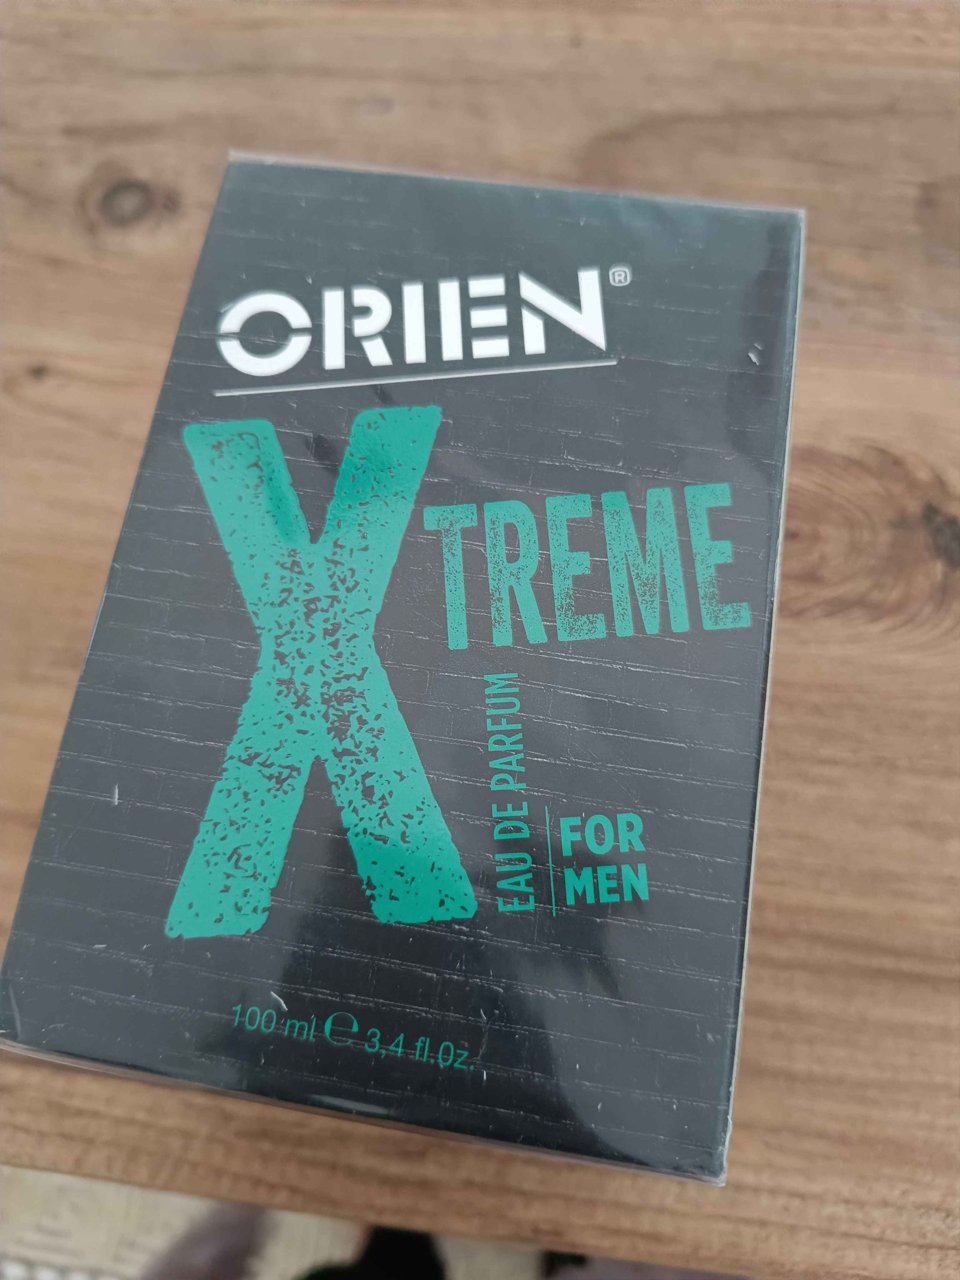 ORIEN®
XTREME
EAU DE PARFUM
FOR
MEN
100 ml ℮ 3,4 fl.Oz.